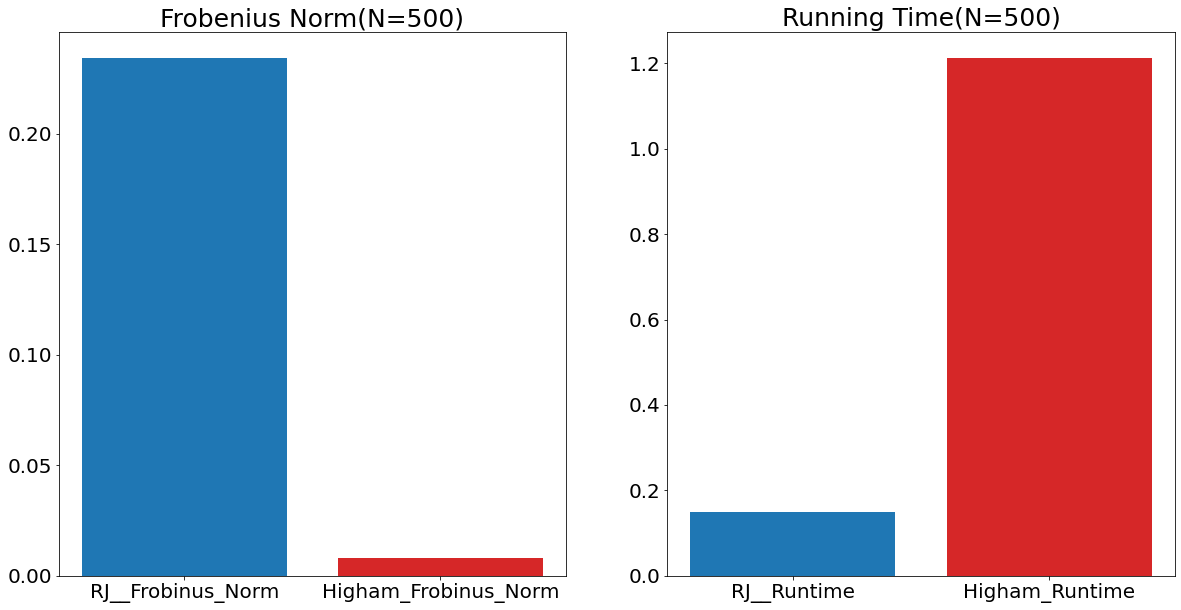 Frobenius Norm(N=500)
0.20
0.15
0.10
0.05
0.00
RJ__Frobinus_Norm
Higham_Frobinus_Norm
Running Time(N=500)
1.2
1.0
0.8
0.6
0.4
0.2
0.0
RJ__Runtime
Higham_Runtime